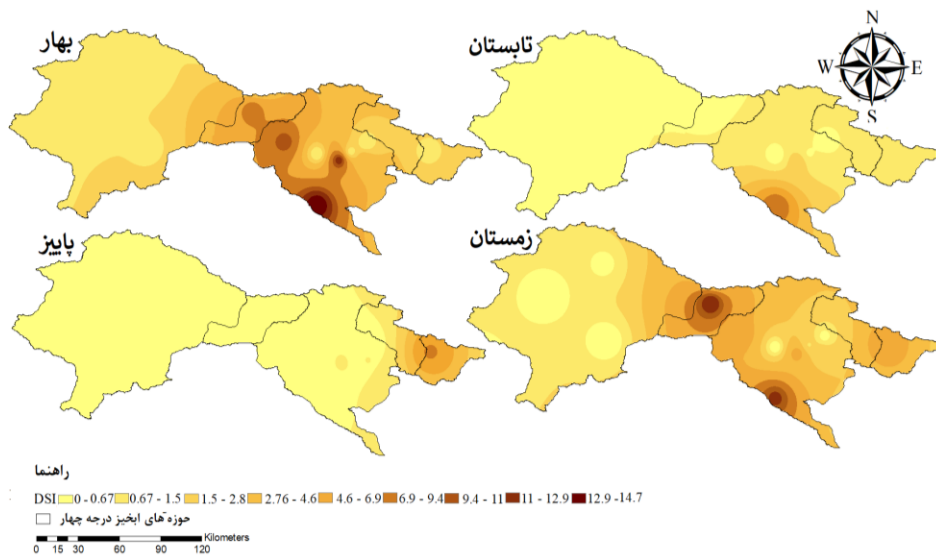 بهار
تابستان
N
W E
S
پاییز
زمستان
راهنما
DSI 0 - 0.67 0.67 - 1.5 1.5 - 2.8 2.76 - 4.6 4.6 - 6.9 6.9 - 9.4 9.4 - 11 11 - 12.9 12.9 -14.7
حوزه های ابخیز درجه چهار
Kilometers
0 15 30 60 90 120